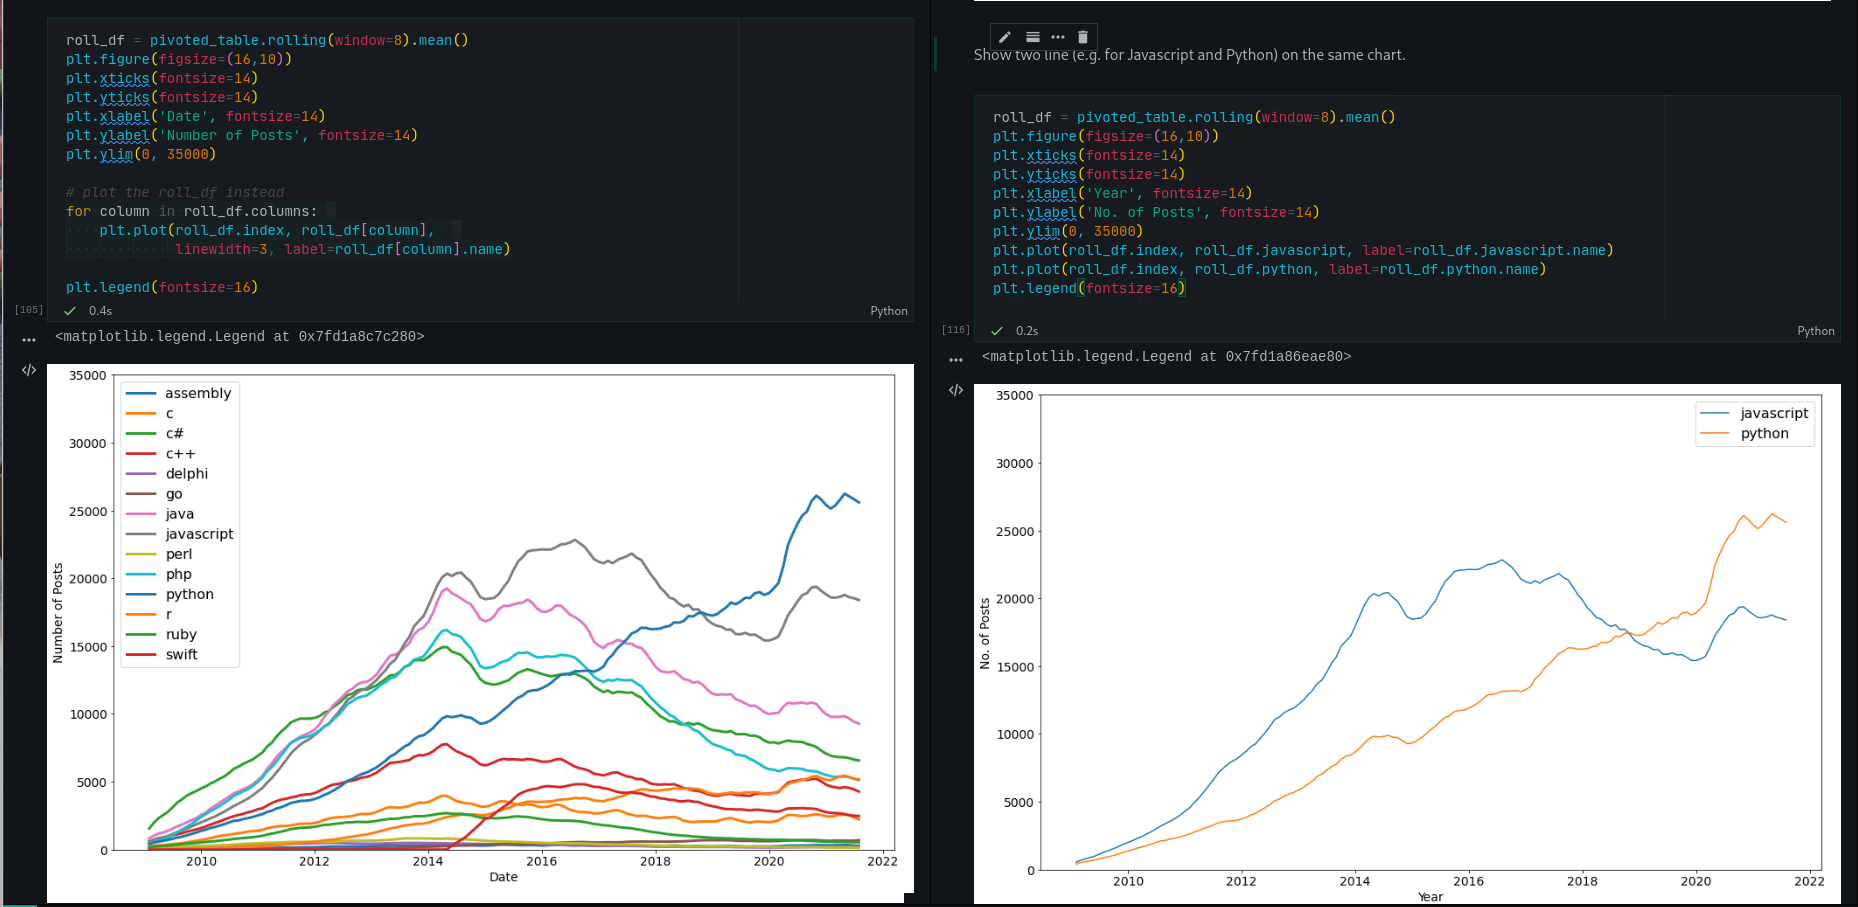 roll_df = pivoted_table.rolling(window=8).mean()
plt.figure(figsize=(16,10))
plt.xticks(fontsize=14)
plt.yticks(fontsize=14)
plt.xlabel('Date', fontsize=14)
plt.ylabel('Number of Posts', fontsize=14)
plt.ylim(0, 35000)
# plot the roll_df instead
for column in roll_df.columns:
    plt.plot(roll_df.index, roll_df[column],
             linewidth=3, label=roll_df[column].name)
plt.legend(fontsize=16)
[105]
0.4s
Python
<matplotlib.legend.Legend at 0x7fd1a8c7c280>
35000
30000
25000
20000
15000
10000
5000
0
Number of Posts
assembly
c
c#
c++
delphi
go
java
javascript
perl
php
python
r
ruby
swift
2010 2012 2014 2016 2018 2020 2022
Date
Show two line (e.g. for Javascript and Python) on the same chart.
roll_df = pivoted_table.rolling(window=8).mean()
plt.figure(figsize=(16,10))
plt.xticks(fontsize=14)
plt.yticks(fontsize=14)
plt.xlabel('Year', fontsize=14)
plt.ylabel('No. of Posts', fontsize=14)
plt.ylim(0, 35000)
plt.plot(roll_df.index, roll_df.javascript, label=roll_df.javascript.name)
plt.plot(roll_df.index, roll_df.python, label=roll_df.python.name)
plt.legend(fontsize=16)
[116]
0.2s
Python
<matplotlib.legend.Legend at 0x7fd1a86eae80>
35000
30000
25000
20000
15000
10000
5000
0
No. of Posts
javascript
python
2010 2012 2014 2016 2018 2020 2022
Year